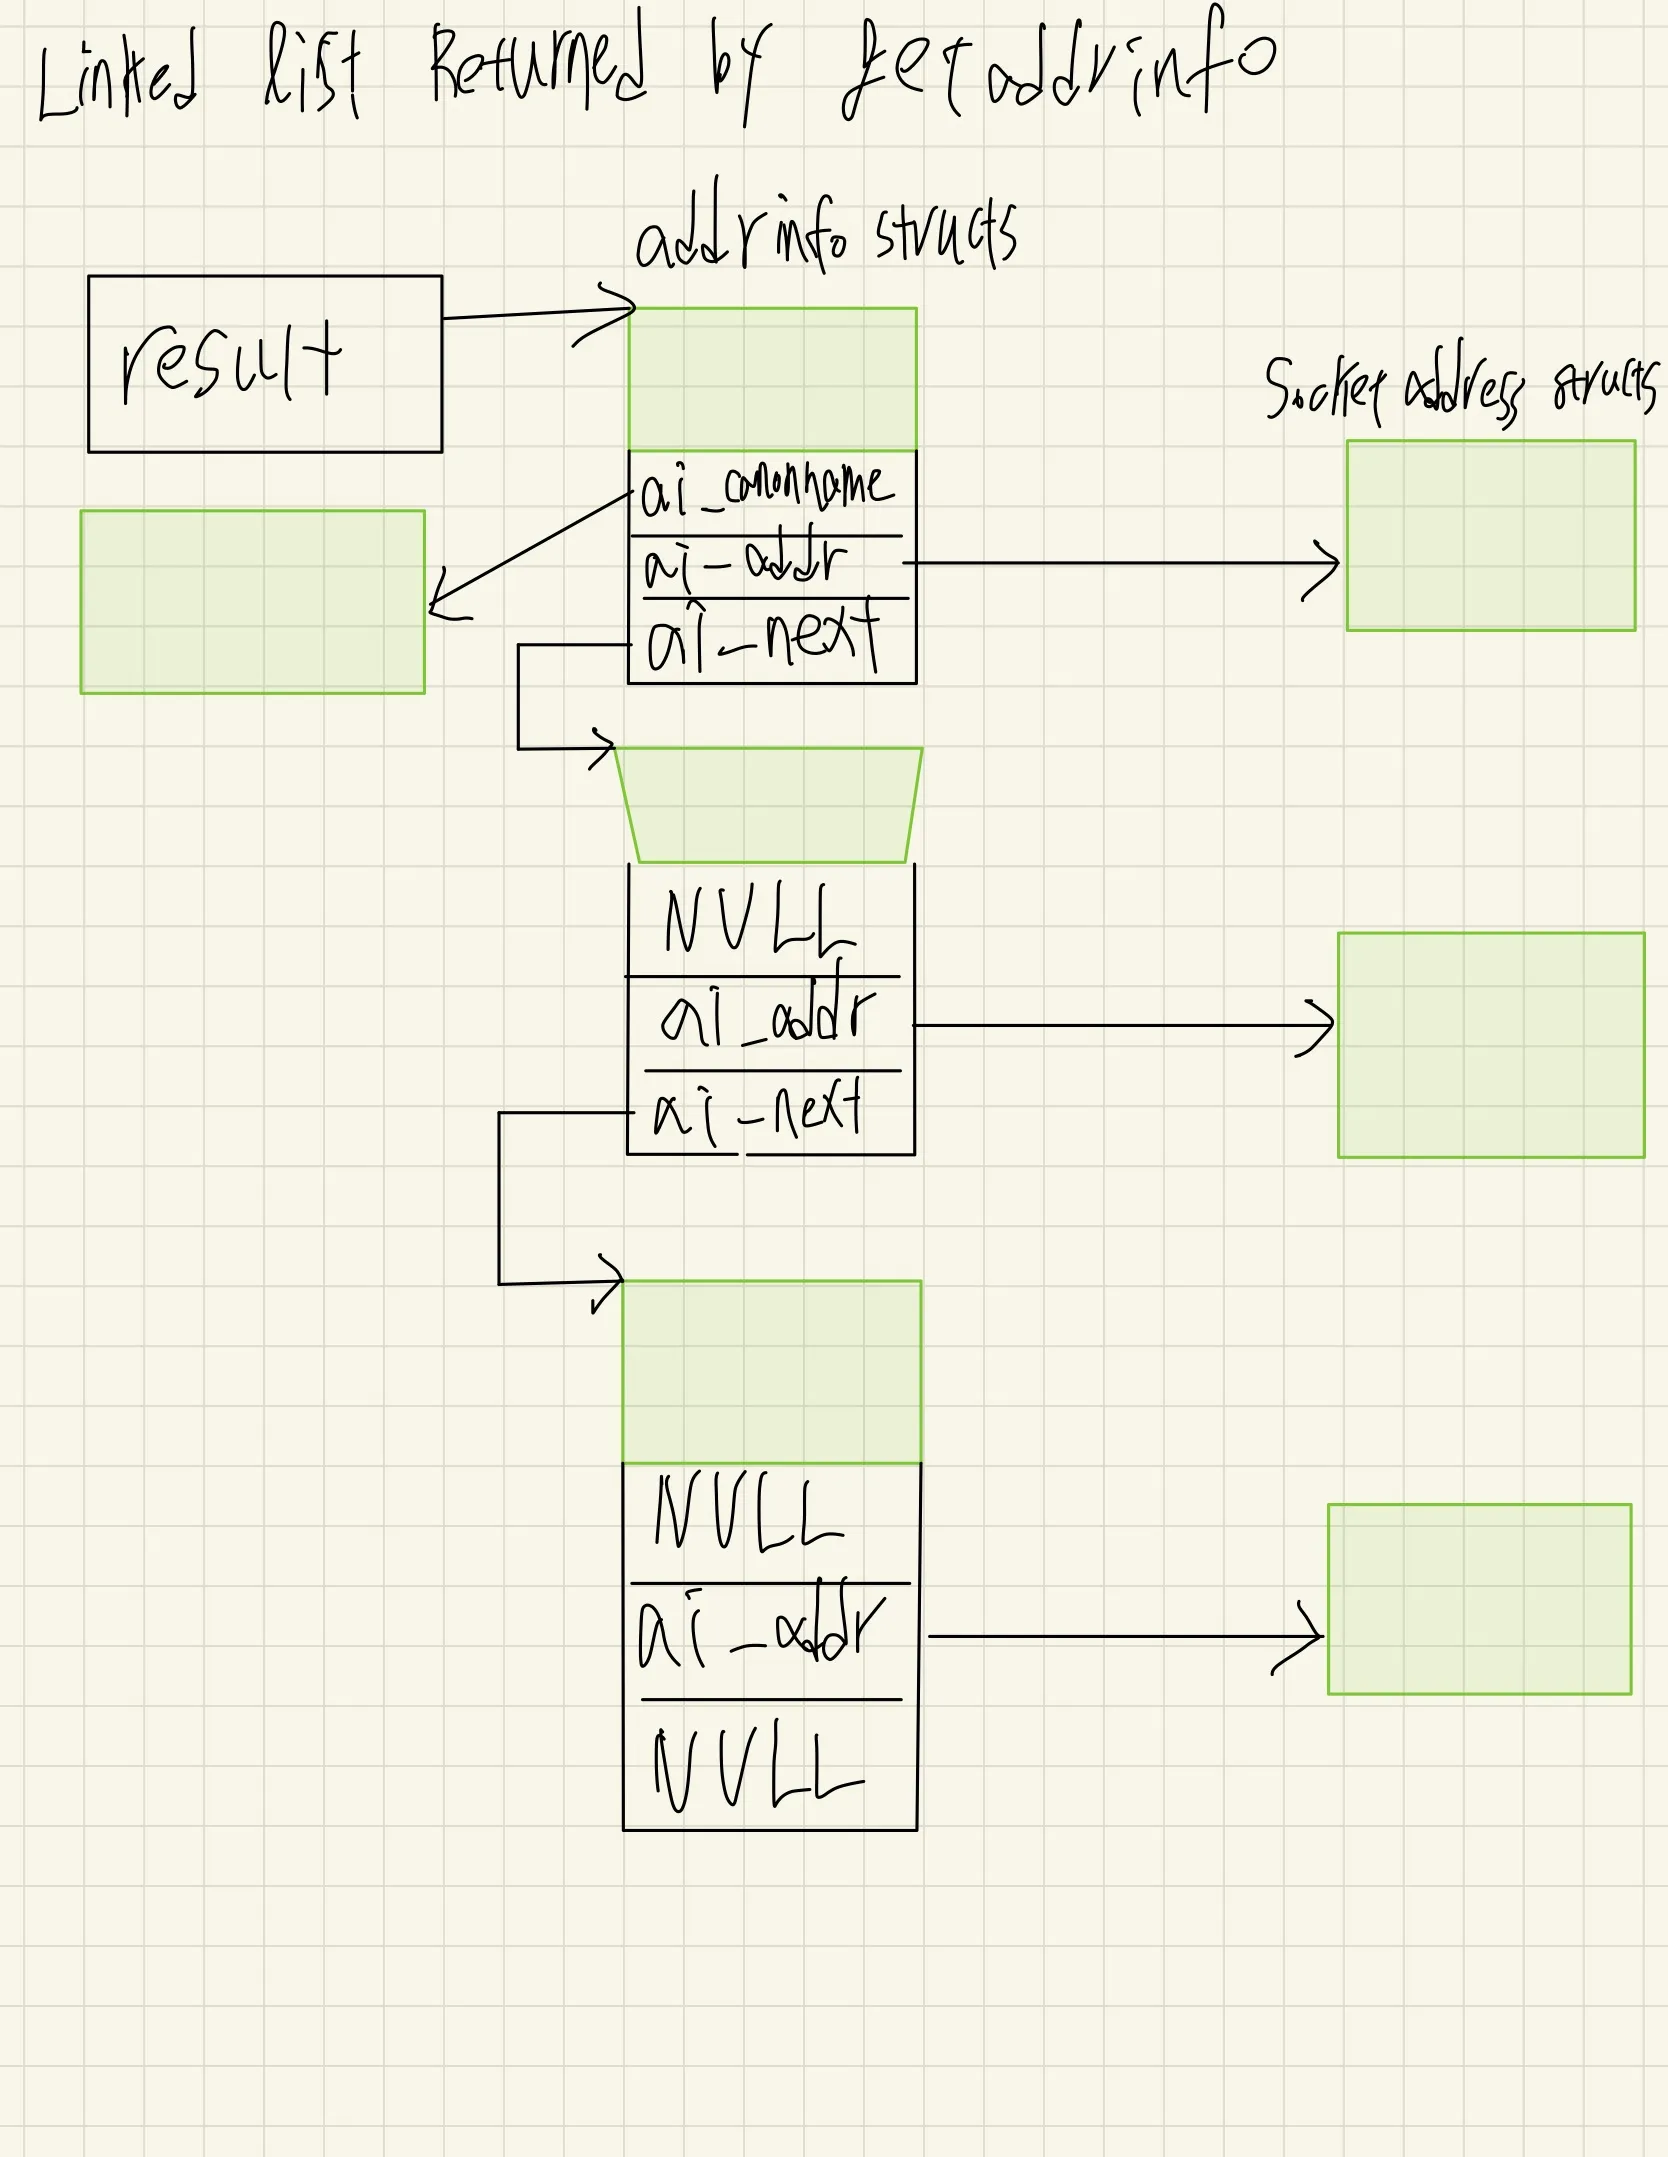 Linked list Returned by getaddrinfo
addrinfo structs
result
Socket address structs
ai_canonname
ai_addr
ai_next
NULL
ai_addr
ai_next
NULL
ai_addr
NULL